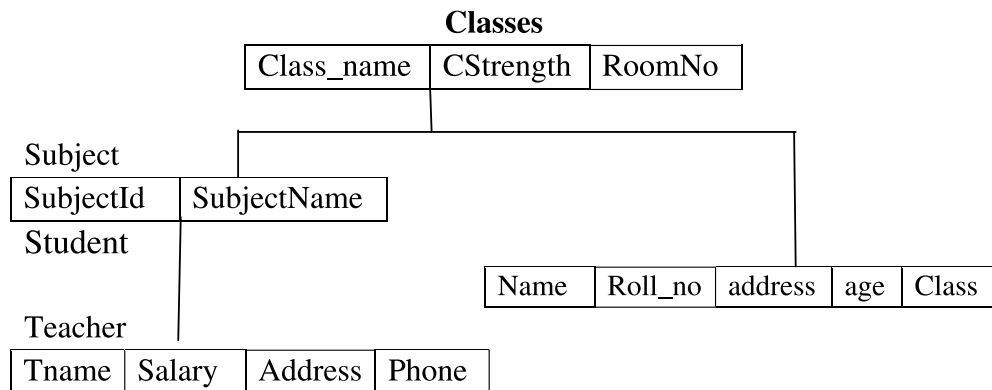 Classes
Class_name CStrength RoomNo
Subject
SubjectId SubjectName
Student
Name Roll_no address age Class
Teacher
Tname Salary Address Phone